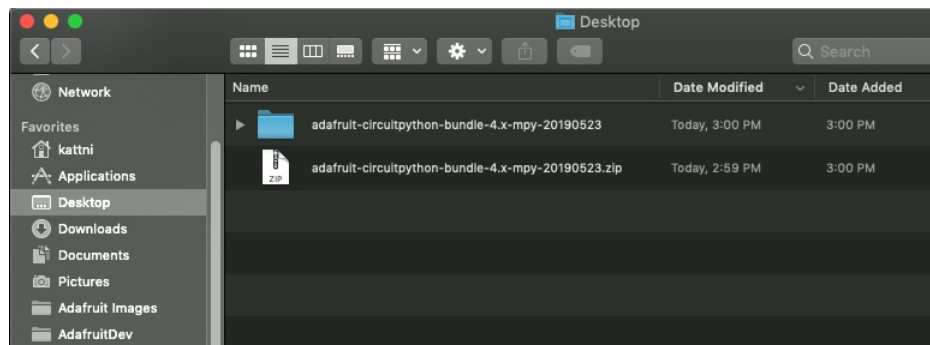 Desktop
Search
Network
Favorites
kattni
Applications
Desktop
Downloads
Documents
Pictures
Adafruit Images
AdafruitDev
Name Date Modified Date Added
adafruit-circuitpython-bundle-4.x-mpy-20190523 Today, 3:00 PM 3:00 PM
ZIP adafruit-circuitpython-bundle-4.x-mpy-20190523.zip Today, 2:59 PM 3:00 PM